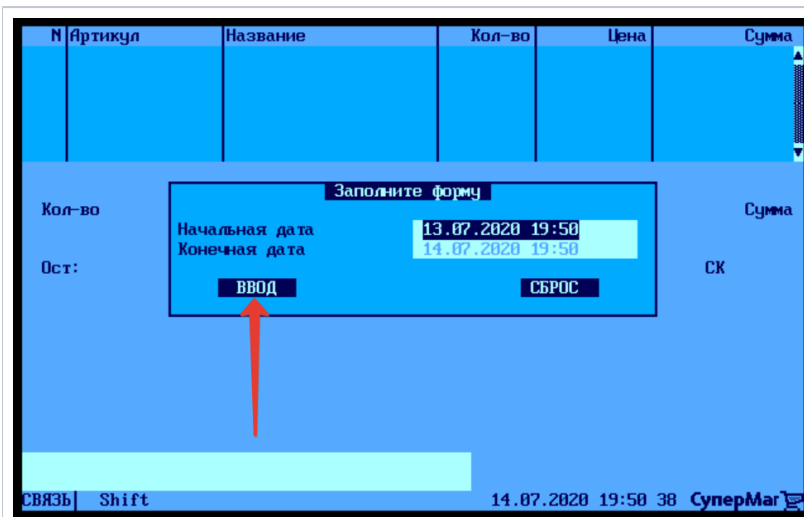 N Артикул Название Кол-во Цена Сумма
Заполните форму
Кол-во Сумма
Начальная дата 13.07.2020 19:50
Конечная дата 14.07.2020 19:50
Ост: СК
ВВОД СБРОС
СВЯЗЬ Shift 14.07.2020 19:50 38 СуперМаг